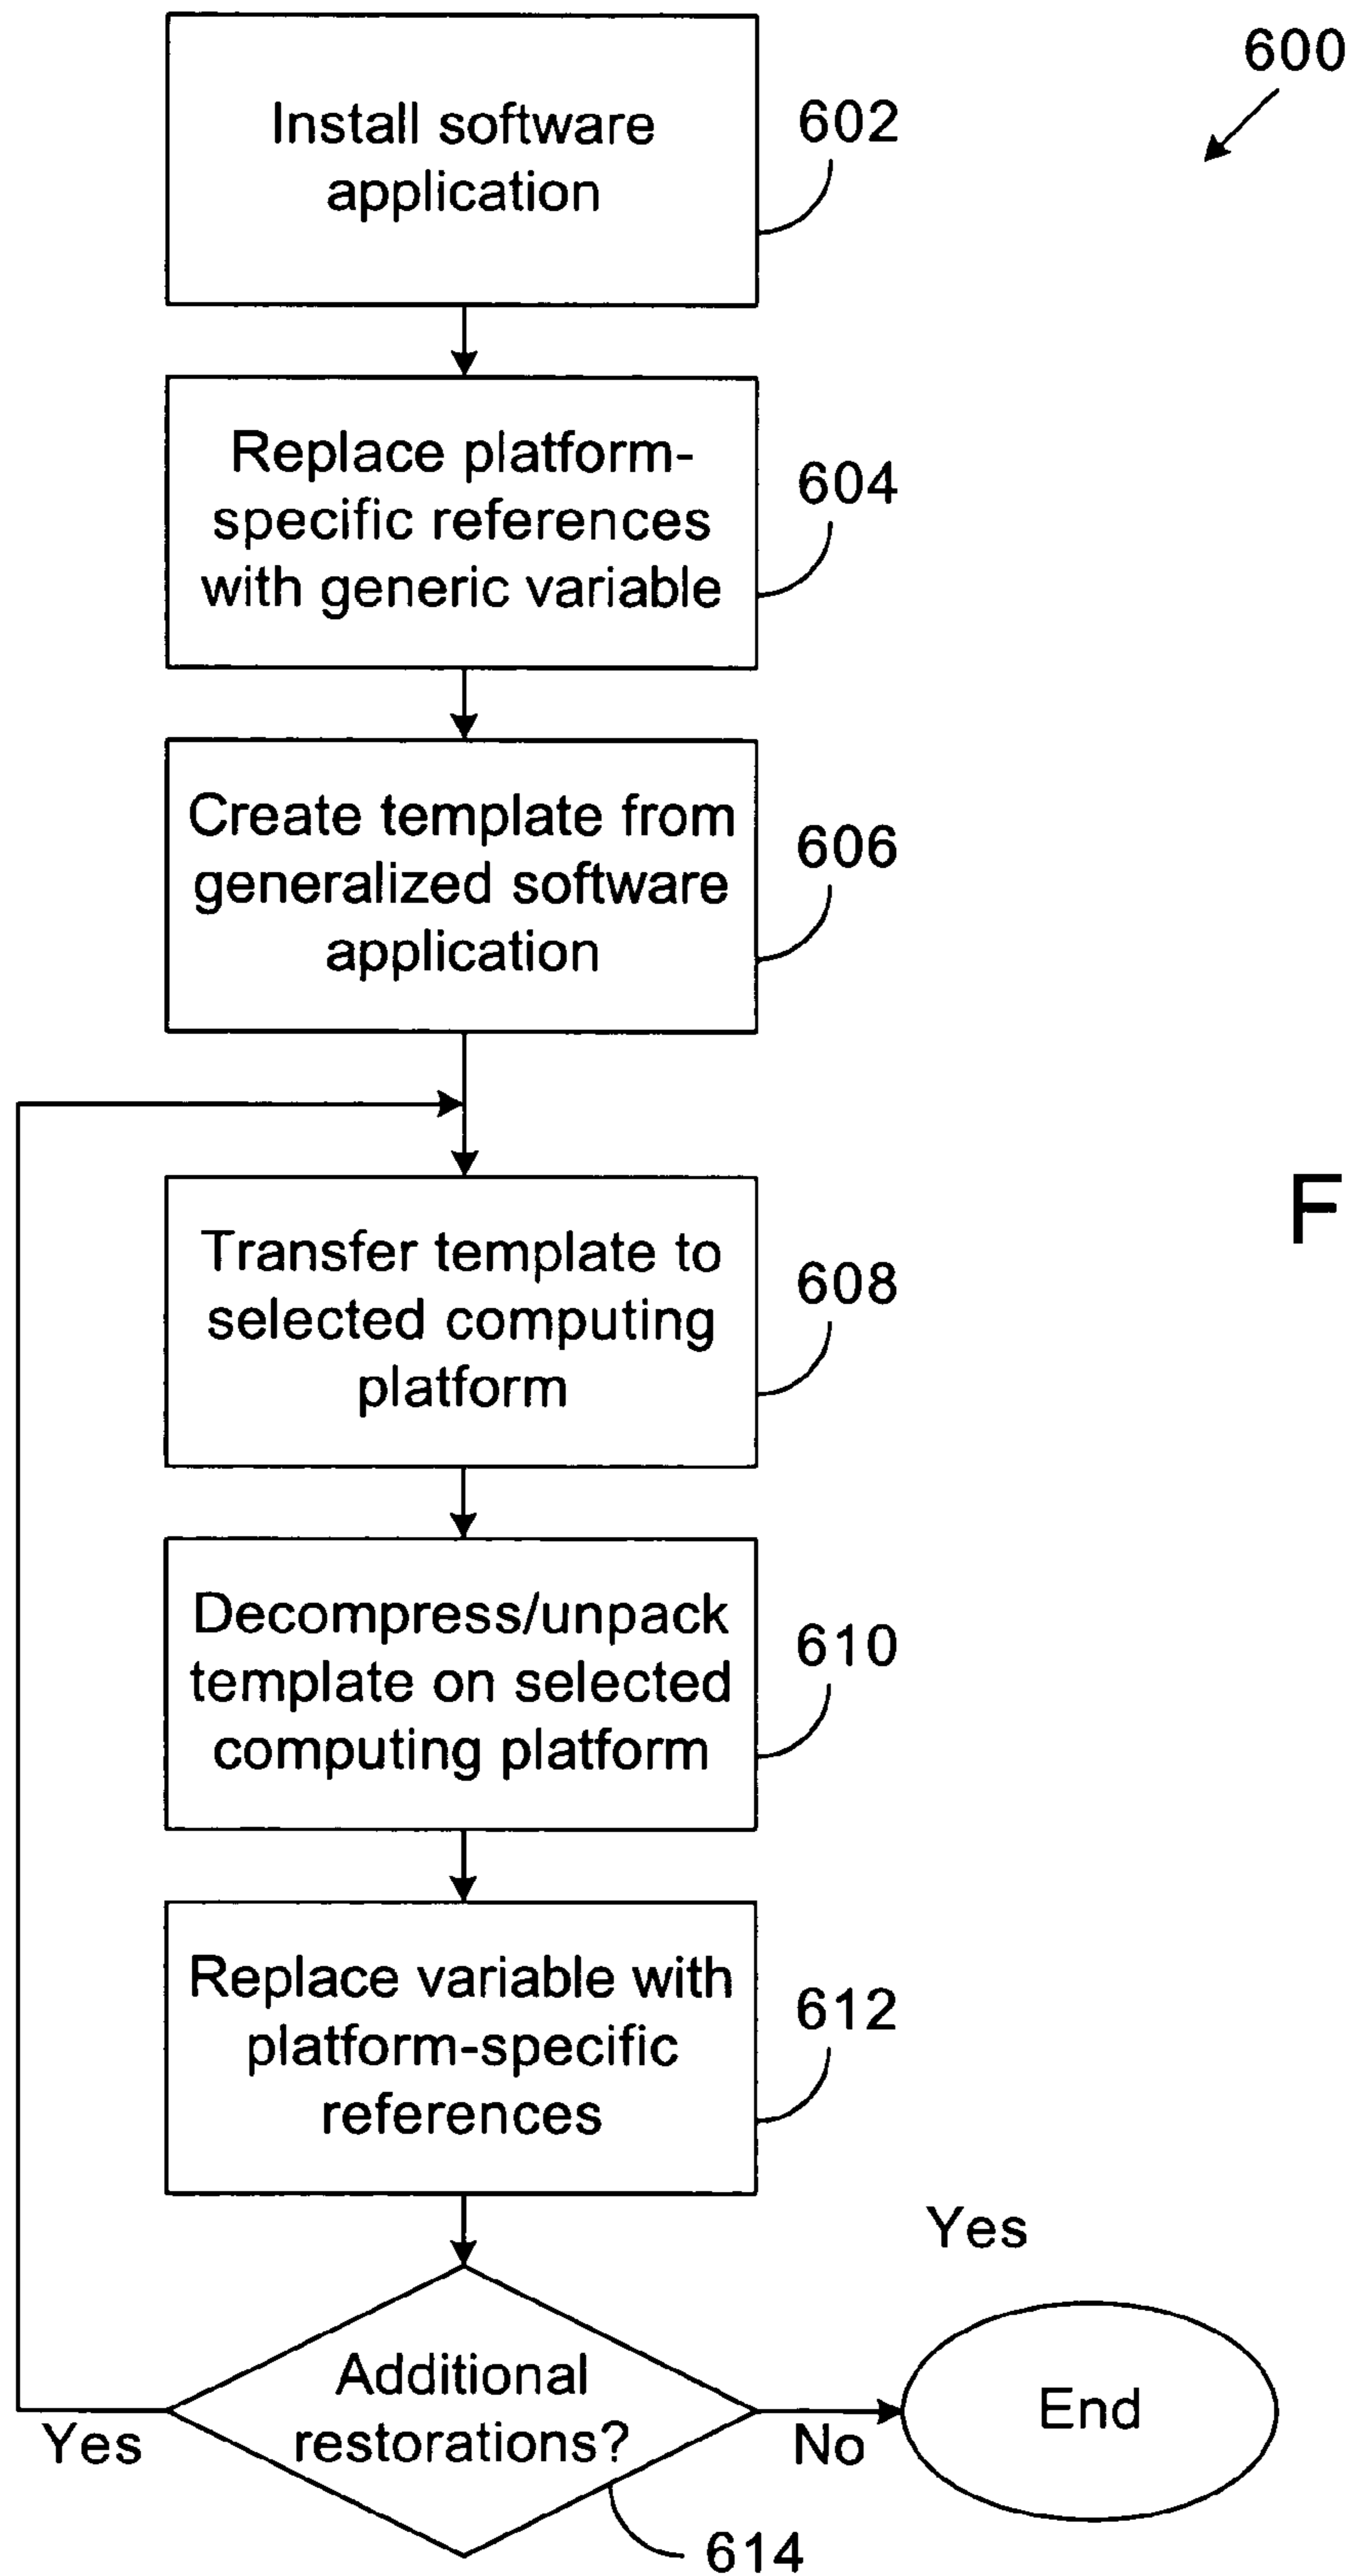 600
Install software
application
602
Replace platform-
specific references
with generic variable
604
Create template from
generalized software
application
606
Transfer template to
selected computing
platform
608
F
Decompress/unpack
template on selected
computing platform
610
Replace variable with
platform-specific
references
612
Yes
Additional
restorations?
Yes
No
End
614